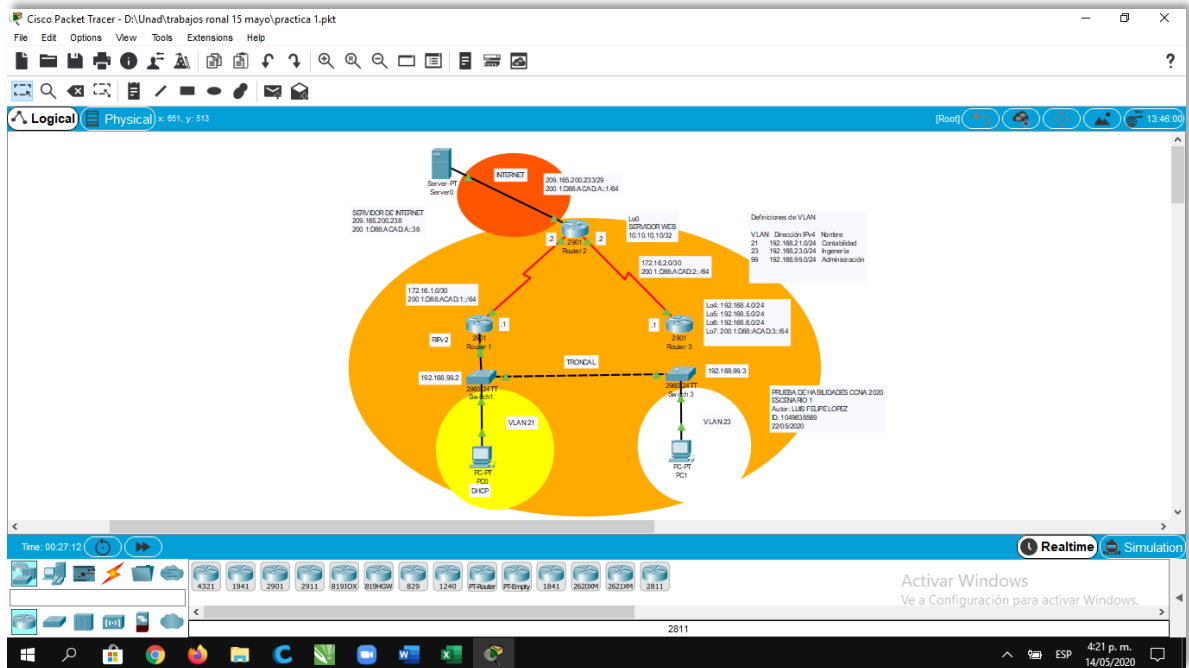 Cisco Packet Tracer - D:\Unad\trabajos ronal 15 mayo\practica 1.pkt
File Edit Options View Tools Extensions Help
?
Logical
Physical
x: 651, y: 513
[Root]
13:46:00
INTERNET
Server-PT
Server0
209.165.200.233/29
2001:DB8:ACAD:A::1/64
SERVIDOR DE INTERNET
209.165.200.238
2001:DB8:ACAD:A::38
Lo0
SERVIDOR WEB
10.10.10.10/32
Definiciones de VLAN
VLAN Dirección IPv4 Nombre
21 192.168.21.0/24 Contabilidad
23 192.168.23.0/24 Ingeneria
99 192.168.99.0/24 Administración
.2
.2
2901
Router 2
172.16.2.0/30
2001:DB8:ACAD:2::/64
172.16.1.0/30
2001:DB8:ACAD:1::/64
Lo4: 192.168.4.0/24
Lo5: 192.168.5.0/24
Lo6: 192.168.6.0/24
Lo7: 2001:DB8:ACAD:3::/64
.1
.1
2901
Router 1
2901
Router 3
RIPv2
TRONCAL
192.168.99.2
192.168.99.3
2960-24TT
Switch1
2960-24TT
Switch 3
PRUEBA DE HABILIDADES CCNA 2020
ESCENARIO 1
Autor: LUIS FELIPE LOPEZ
ID: 1049638569
22/05/2020
VLAN 21
VLAN 23
PC-PT
PC0
DHCP
PC-PT
PC1
Time: 00:27:12
Realtime
Simulation
4321 1941 2901 2911 819IOX 819HGW 829 1240 PT-Router PT-Empty 1841 2620XM 2621XM 2811
Activar Windows
Ve a Configuración para activar Windows.
2811
ESP
4:21 p. m.
14/05/2020